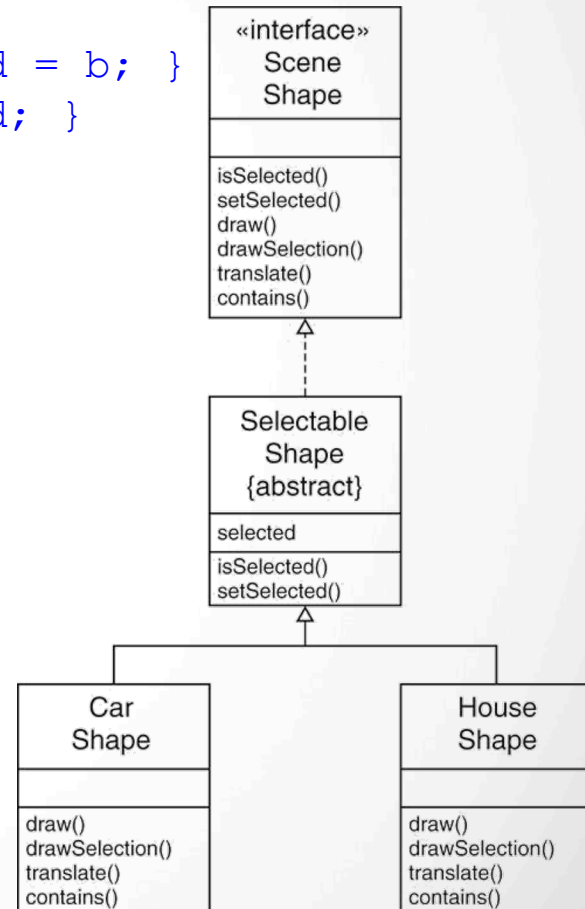 d = b; }
d; }
«interface»
Scene
Shape
isSelected()
setSelected()
draw()
drawSelection()
translate()
contains()
Selectable
Shape
{abstract}
selected
isSelected()
setSelected()
Car
Shape
draw()
drawSelection()
translate()
contains()
House
Shape
draw()
drawSelection()
translate()
contains()